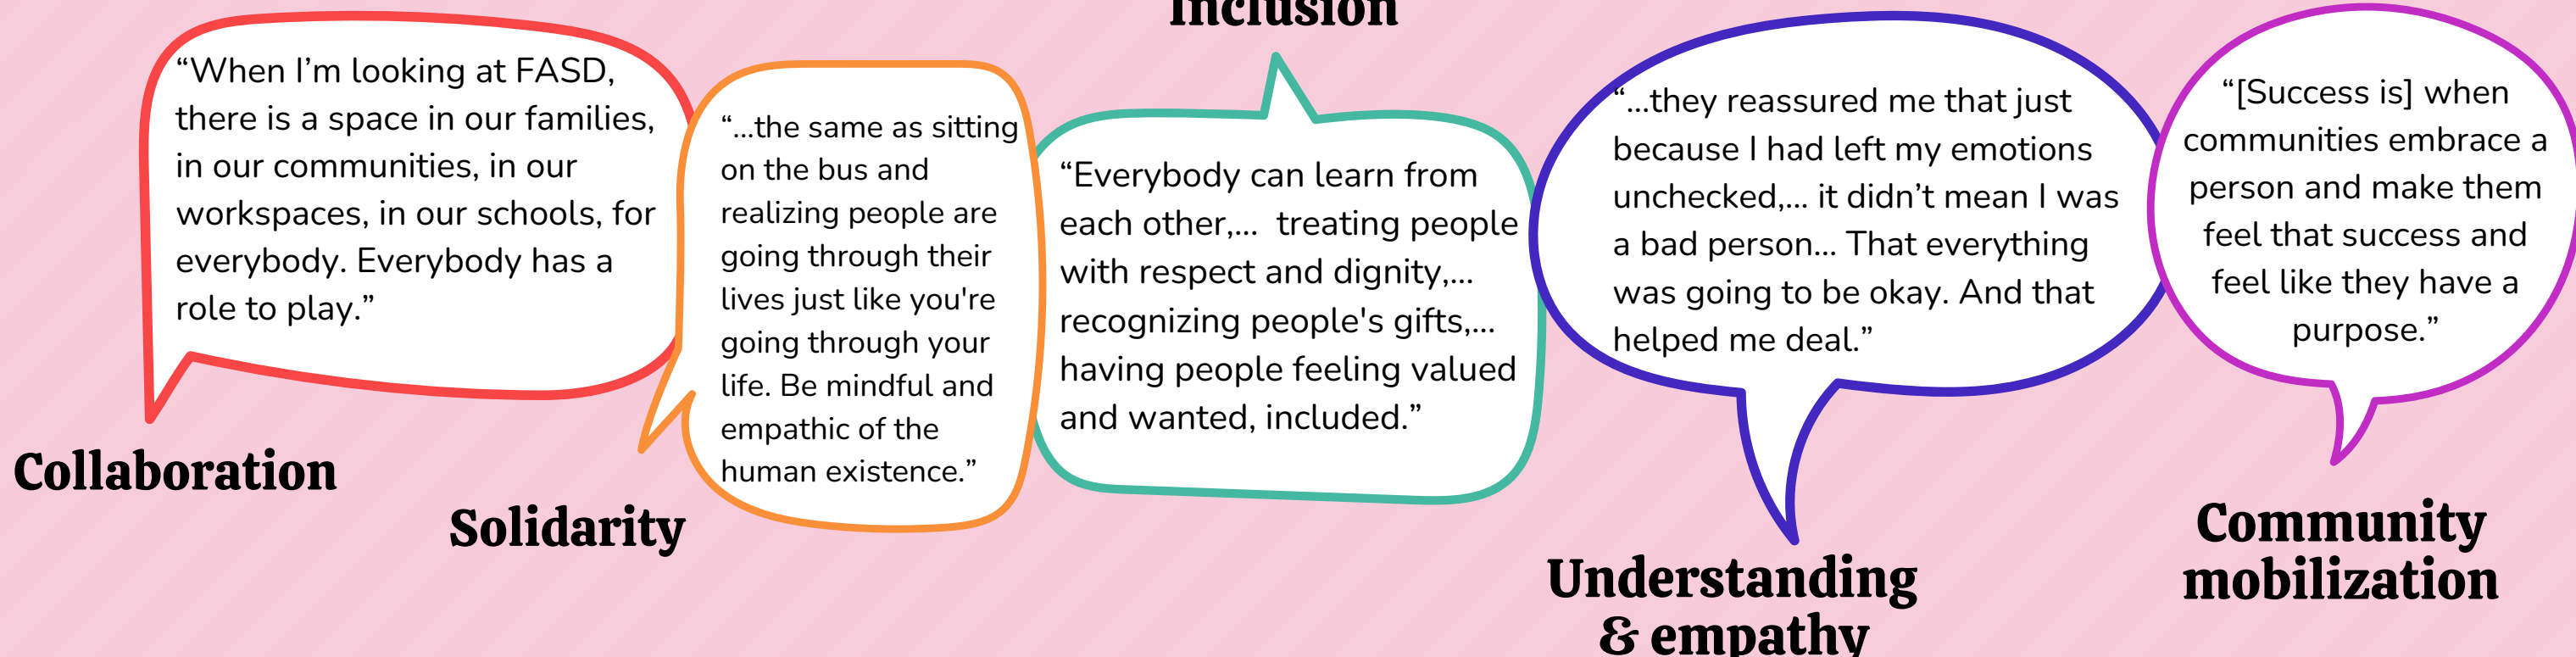 “When I’m looking at FASD,
there is a space in our families,
in our communities, in our
workspaces, in our schools, for
everybody. Everybody has a
role to play.”
Collaboration
“...the same as sitting
on the bus and
realizing people are
going through their
lives just like you're
going through your
life. Be mindful and
empathic of the
human existence.”
Solidarity
Inclusion
“Everybody can learn from
each other,...  treating people
with respect and dignity,...
recognizing people's gifts,...
having people feeling valued
and wanted, included.”
“...they reassured me that just
because I had left my emotions
unchecked,... it didn’t mean I was
a bad person... That everything
was going to be okay. And that
helped me deal.”
Understanding
& empathy
“[Success is] when
communities embrace a
person and make them
feel that success and
feel like they have a
purpose.”
Community
mobilization